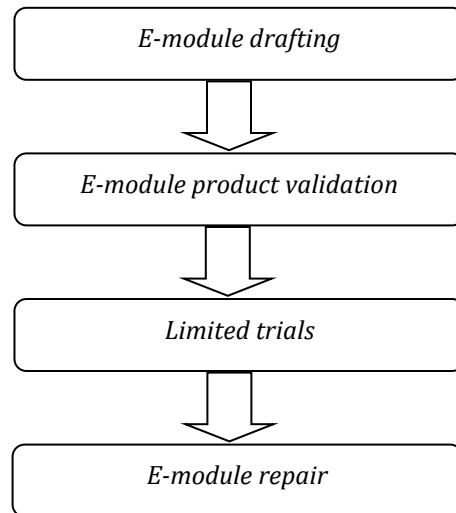 E-module drafting
E-module product validation
Limited trials
E-module repair